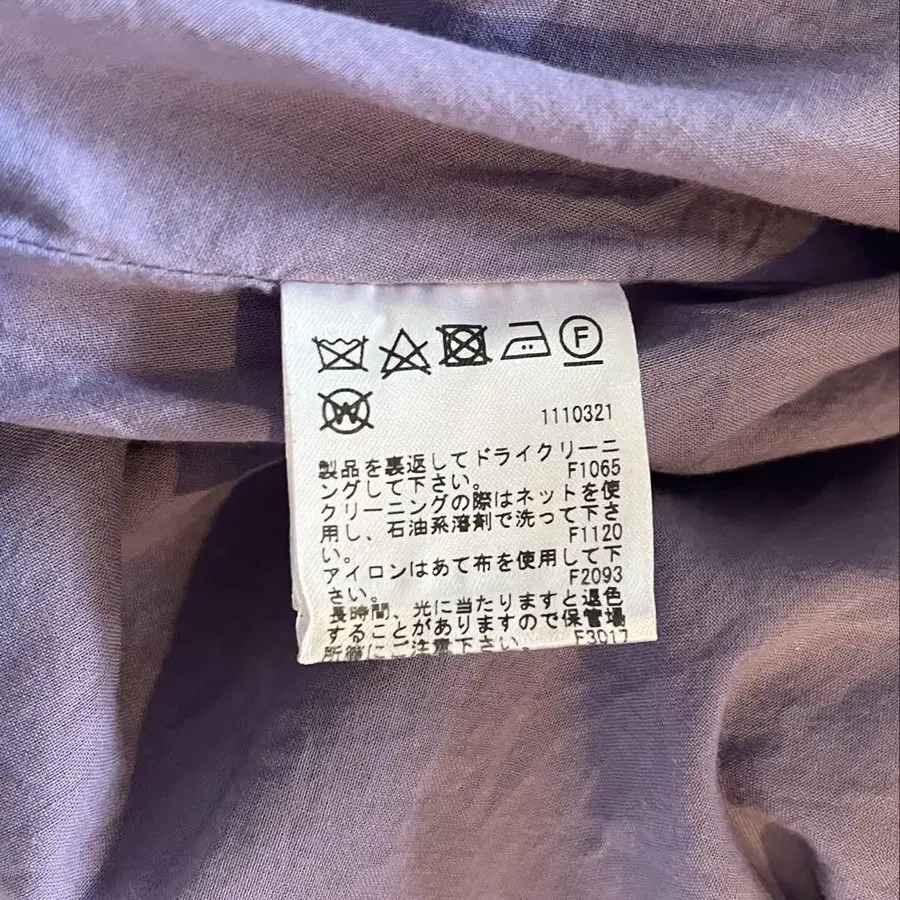 F
W
1110321
製品を裏返してドライクリーニ
ングして下さい。 F1065
クリーニングの際はネットを使
用し、石油系溶剤で洗って下さ
い。 F1120
アイロンはあて布を使用して下
さい。 F2093
長時間、光に当たりますと退色
することがありますので保管場
所等にご注意下さい。 F3017